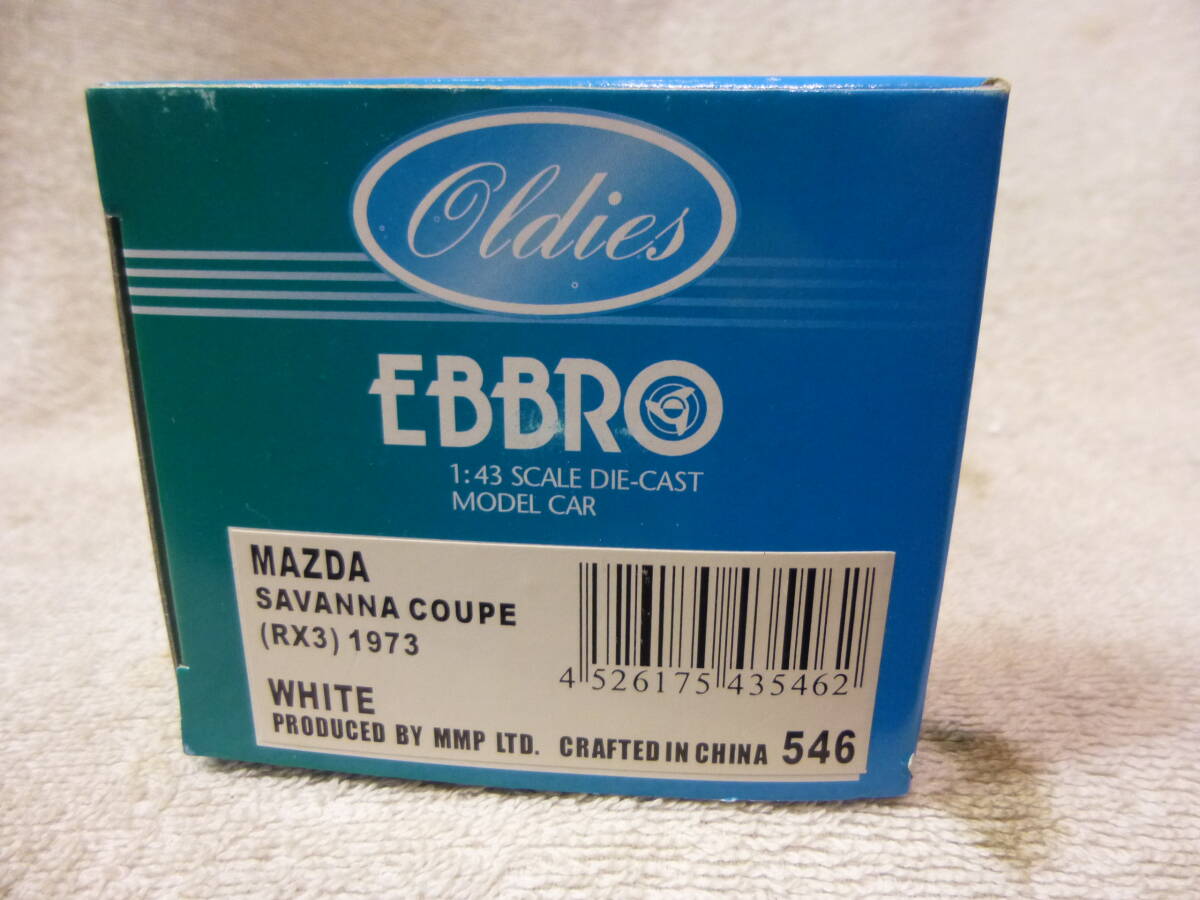 Oldies
EBBRO
1:43 SCALE DIE-CAST
MODEL CAR
MAZDA
SAVANNA COUPE
(RX3) 1973
WHITE
4 526175 435462
PRODUCED BY MMP LTD. CRAFTED IN CHINA 546